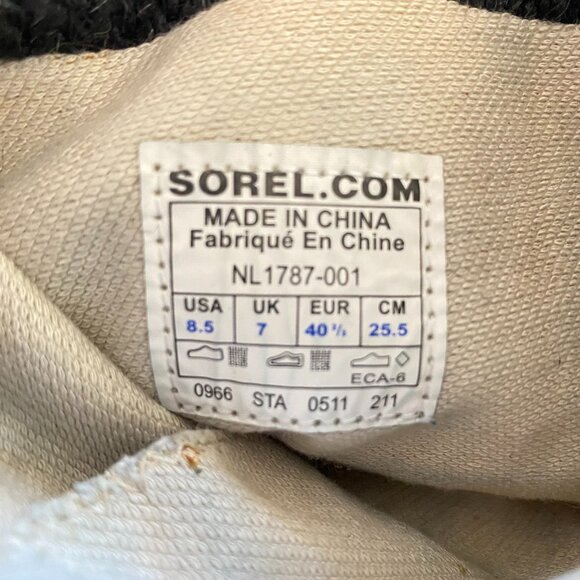 SOREL.COM
MADE IN CHINA
Fabriqué En Chine
NL1787-001
USA UK EUR CM
8.5 7 40 ½ 25.5
ECA-6
0966 STA 0511 211